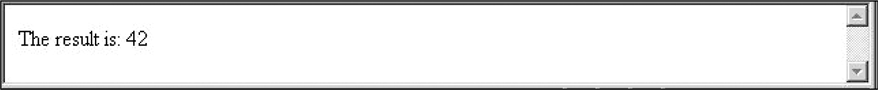 The result is: 42